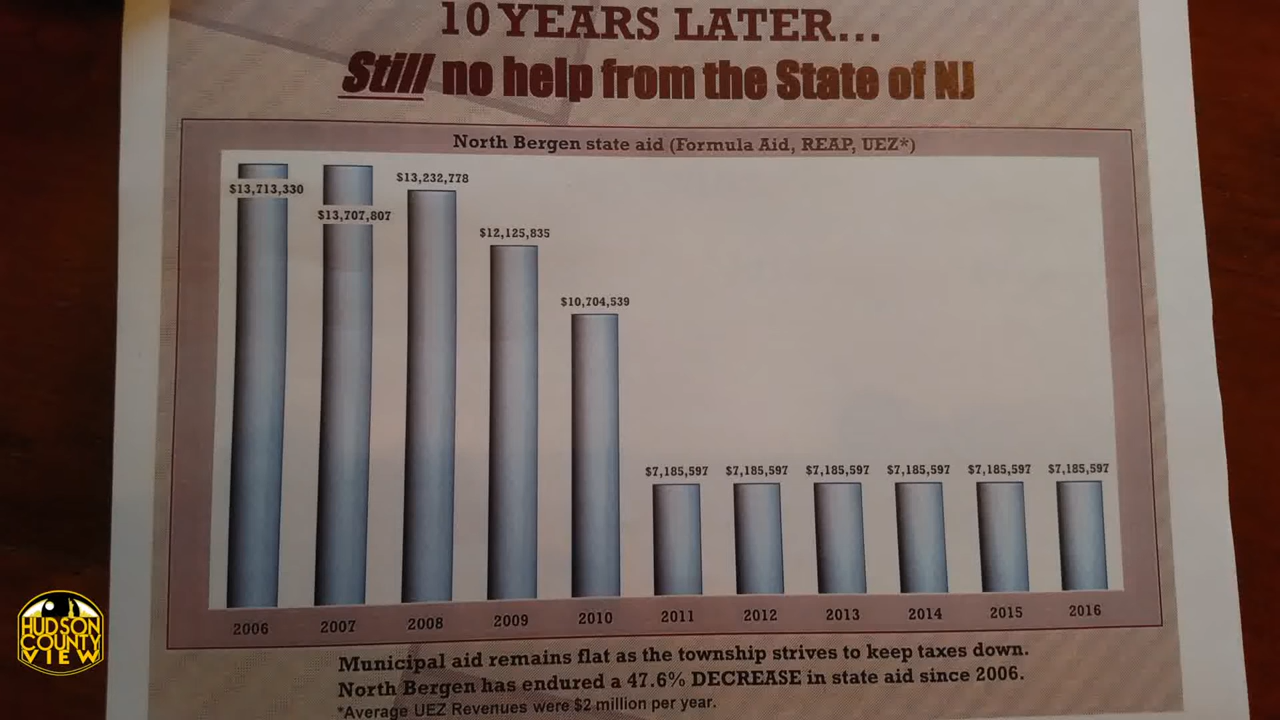 10 YEARS LATER...
Still no help from the State of NJ
North Bergen state aid (Formula Aid, REAP, UEZ*)
$13,713,330
$13,707,807
$13,232,778
$12,125,835
$10,704,539
$7,185,597
$7,185,597
$7,185,597
$7,185,597
$7,185,597
$7,185,597
2006 2007 2008 2009 2010 2011 2012 2013 2014 2015 2016
Municipal aid remains flat as the township strives to keep taxes down.
North Bergen has endured a 47.6% DECREASE in state aid since 2006.
*Average UEZ Revenues were $2 million per year.
HUDSON
COUNTY
VIEW